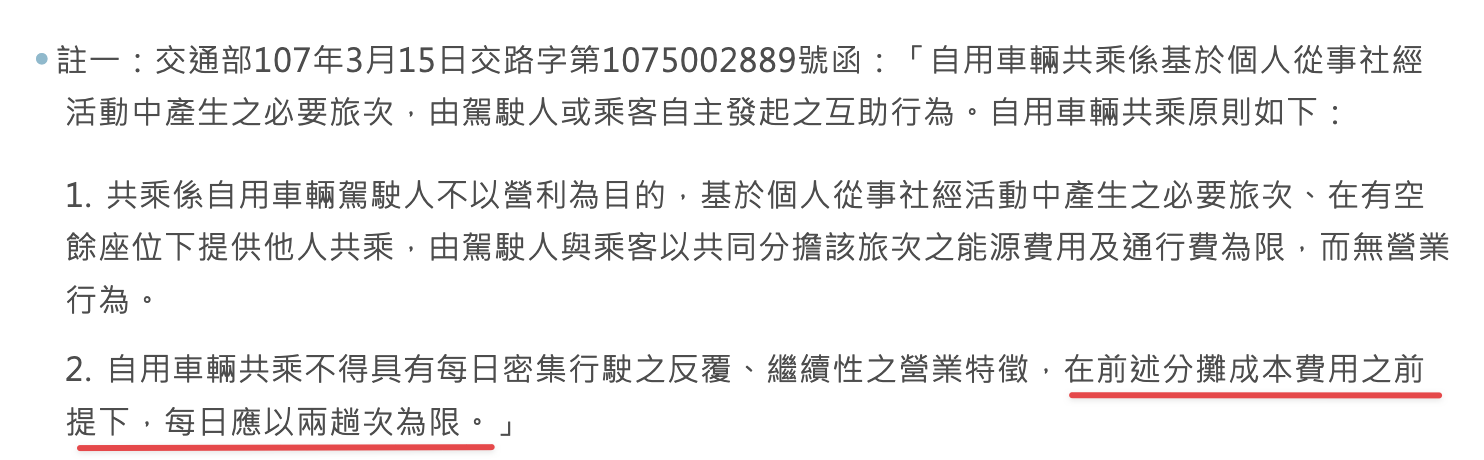 •註一：交通部107年3月15日交路字第1075002889號函：「自用車輛共乘係基於個人從事社經
活動中產生之必要旅次，由駕駛人或乘客自主發起之互助行為。自用車輛共乘原則如下：
1. 共乘係自用車輛駕駛人不以營利為目的，基於個人從事社經活動中產生之必要旅次、在有空
餘座位下提供他人共乘，由駕駛人與乘客以共同分擔該旅次之能源費用及通行費為限，而無營業
行為。
2. 自用車輛共乘不得具有每日密集行駛之反覆、繼續性之營業特徵，在前述分攤成本費用之前
提下，每日應以兩趟次為限。」